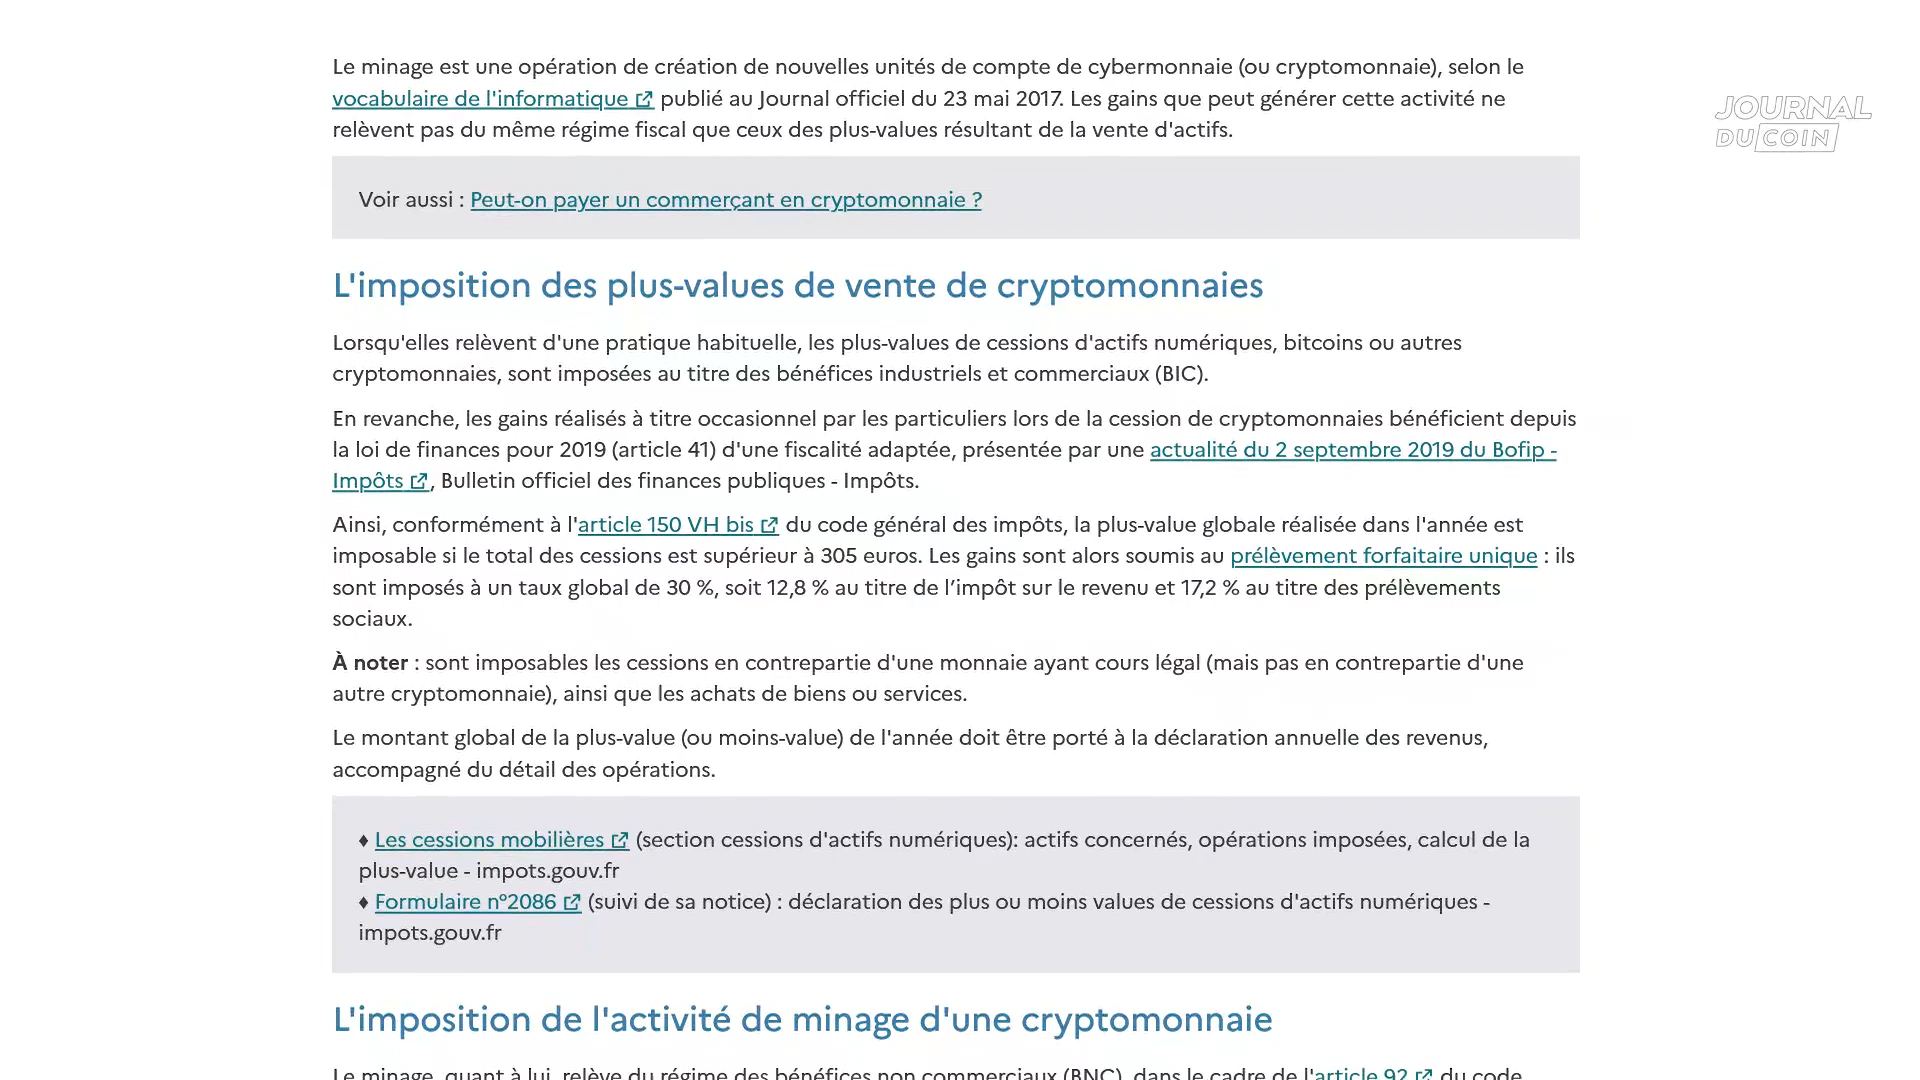 Le minage est une opération de création de nouvelles unités de compte de cybermonnaie (ou cryptomonnaie), selon le
vocabulaire de l'informatique publié au Journal officiel du 23 mai 2017. Les gains que peut générer cette activité ne
relèvent pas du même régime fiscal que ceux des plus-values résultant de la vente d'actifs.
JOURNAL
DU COIN
Voir aussi : Peut-on payer un commerçant en cryptomonnaie ?
L'imposition des plus-values de vente de cryptomonnaies
Lorsqu'elles relèvent d'une pratique habituelle, les plus-values de cessions d'actifs numériques, bitcoins ou autres
cryptomonnaies, sont imposées au titre des bénéfices industriels et commerciaux (BIC).
En revanche, les gains réalisés à titre occasionnel par les particuliers lors de la cession de cryptomonnaies bénéficient depuis
la loi de finances pour 2019 (article 41) d'une fiscalité adaptée, présentée par une actualité du 2 septembre 2019 du Bofip -
Impôts, Bulletin officiel des finances publiques - Impôts.
Ainsi, conformément à l'article 150 VH bis du code général des impôts, la plus-value globale réalisée dans l'année est
imposable si le total des cessions est supérieur à 305 euros. Les gains sont alors soumis au prélèvement forfaitaire unique : ils
sont imposés à un taux global de 30 %, soit 12,8 % au titre de l’impôt sur le revenu et 17,2 % au titre des prélèvements
sociaux.
À noter : sont imposables les cessions en contrepartie d'une monnaie ayant cours légal (mais pas en contrepartie d'une
autre cryptomonnaie), ainsi que les achats de biens ou services.
Le montant global de la plus-value (ou moins-value) de l'année doit être porté à la déclaration annuelle des revenus,
accompagné du détail des opérations.
♦ Les cessions mobilières (section cessions d'actifs numériques): actifs concernés, opérations imposées, calcul de la
plus-value - impots.gouv.fr
♦ Formulaire n°2086 (suivi de sa notice) : déclaration des plus ou moins values de cessions d'actifs numériques -
impots.gouv.fr
L'imposition de l'activité de minage d'une cryptomonnaie
Le minage, quant à lui, relève du régime des bénéfices non commerciaux (BNC), dans le cadre de l'article 92 du code